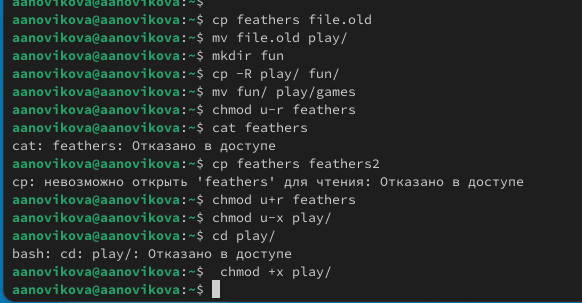 aanovikova@aanovikova:~$
aanovikova@aanovikova:~$ cp feathers file.old
aanovikova@aanovikova:~$ mv file.old play/
aanovikova@aanovikova:~$ mkdir fun
aanovikova@aanovikova:~$ cp -R play/ fun/
aanovikova@aanovikova:~$ mv fun/ play/games
aanovikova@aanovikova:~$ chmod u-r feathers
aanovikova@aanovikova:~$ cat feathers
cat: feathers: Отказано в доступе
aanovikova@aanovikova:~$ cp feathers feathers2
cp: невозможно открыть 'feathers' для чтения: Отказано в доступе
aanovikova@aanovikova:~$ chmod u+r feathers
aanovikova@aanovikova:~$ chmod u-x play/
aanovikova@aanovikova:~$ cd play/
bash: cd: play/: Отказано в доступе
aanovikova@aanovikova:~$  chmod +x play/
aanovikova@aanovikova:~$